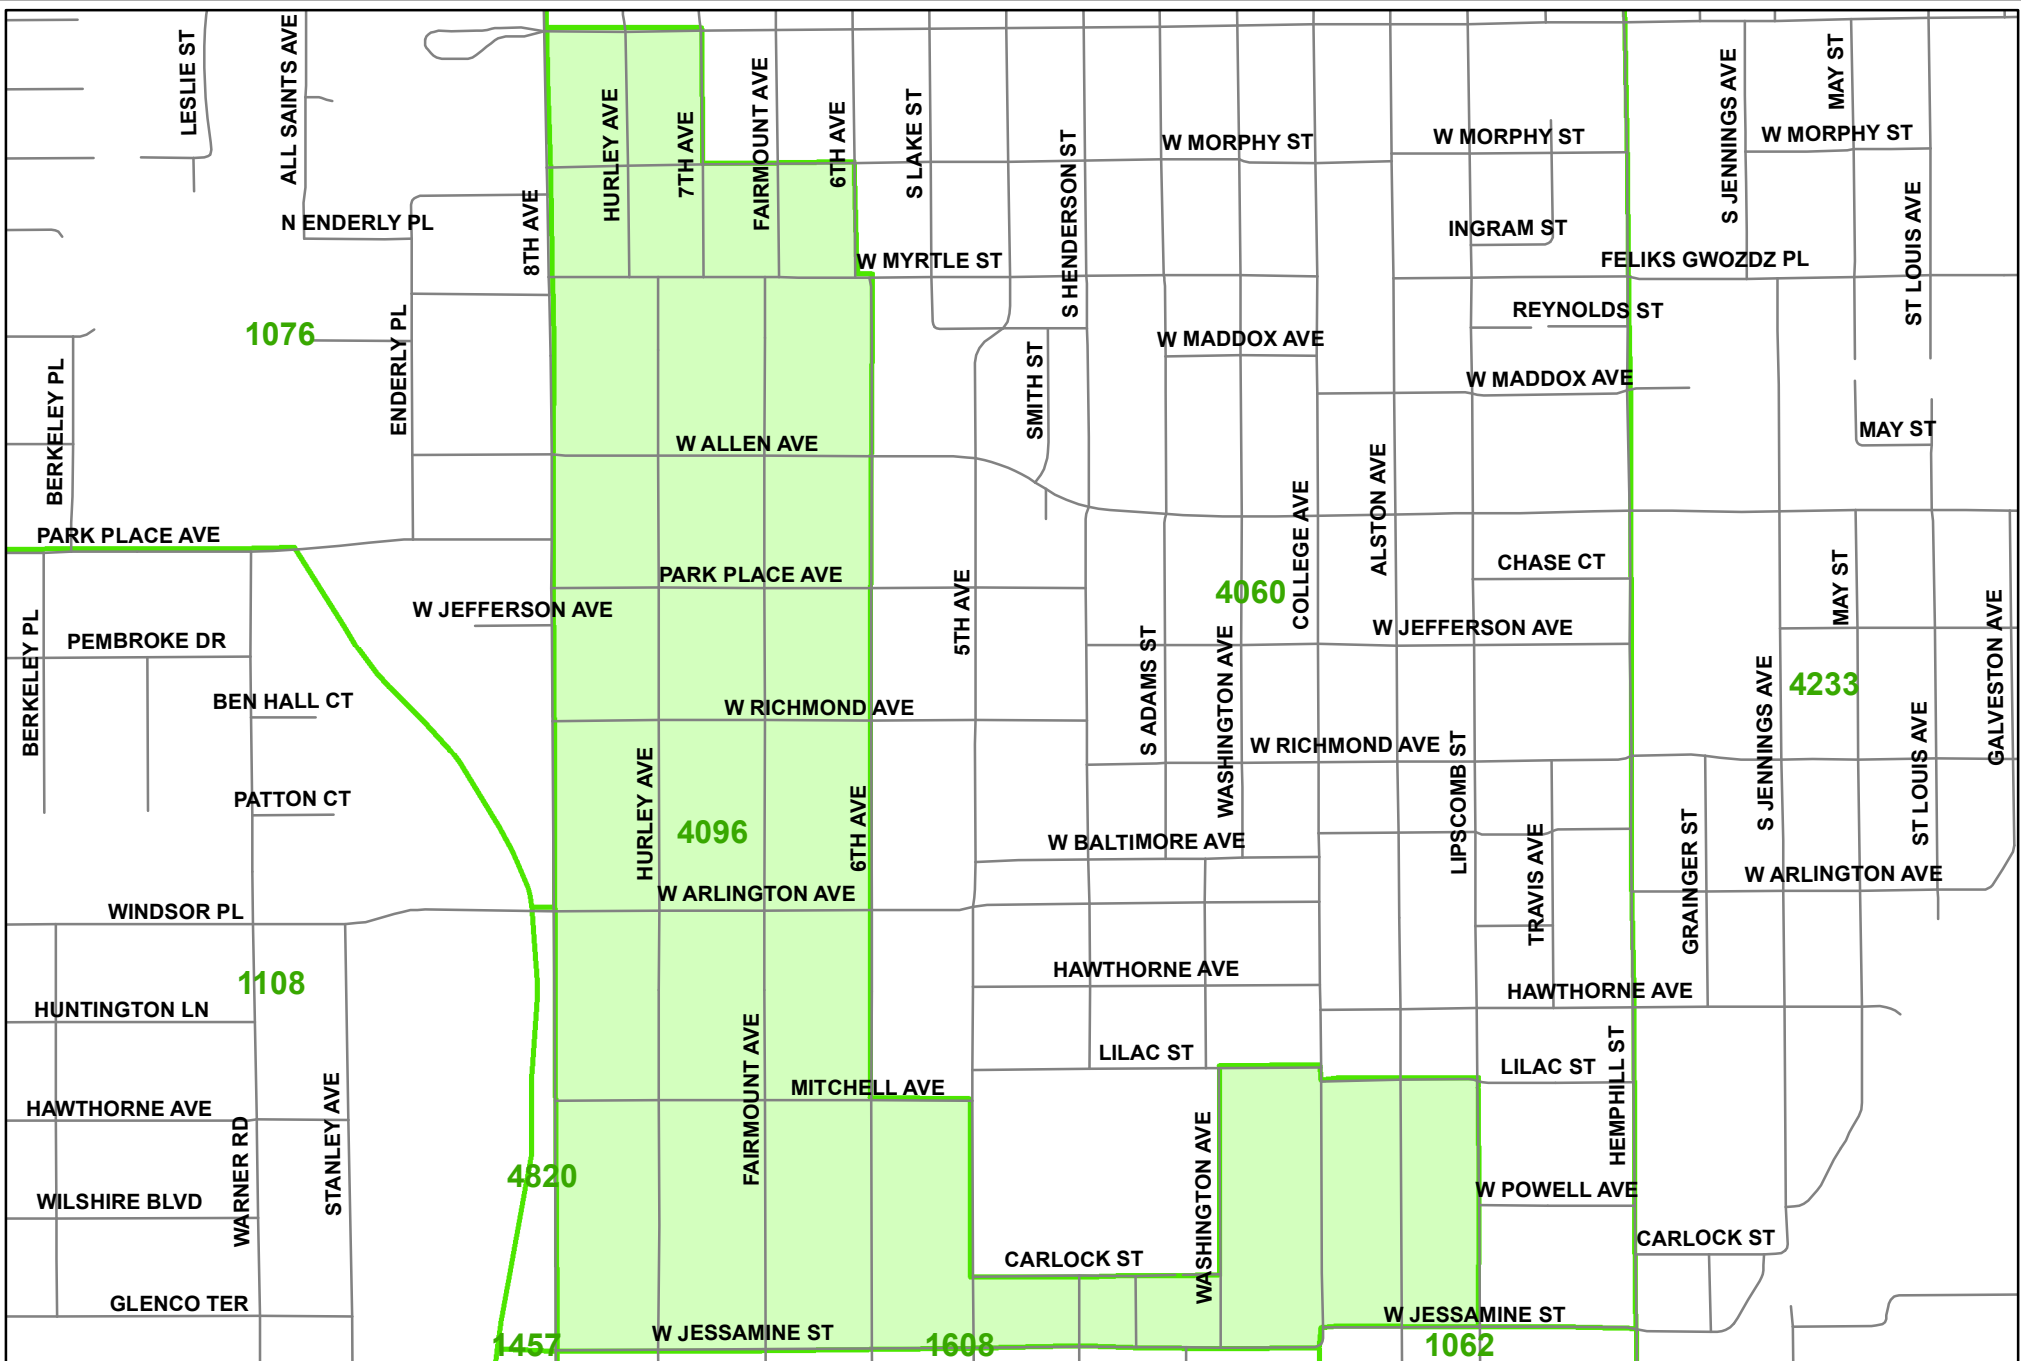 LESLIE ST
ALL SAINTS AVE
HURLEY AVE
7TH AVE
FAIRMOUNT AVE
6TH AVE
S LAKE ST
S HENDERSON ST
W MORPHY ST
W MORPHY ST
S JENNINGS AVE
MAY ST
W MORPHY ST
N ENDERLY PL
8TH AVE
W MYRTLE ST
INGRAM ST
FELIKS GWOZDZ PL
ST LOUIS AVE
1076
ENDERLY PL
BERKELEY PL
SMITH ST
W MADDOX AVE
REYNOLDS ST
W MADDOX AVE
MAY ST
W ALLEN AVE
COLLEGE AVE
ALSTON AVE
PARK PLACE AVE
PARK PLACE AVE
5TH AVE
4060
CHASE CT
MAY ST
W JEFFERSON AVE
W JEFFERSON AVE
GALVESTON AVE
BERKELEY PL
PEMBROKE DR
BEN HALL CT
W RICHMOND AVE
S ADAMS ST
WASHINGTON AVE
W RICHMOND AVE
LIPSCOMB ST
S JENNINGS AVE
4233
ST LOUIS AVE
PATTON CT
HURLEY AVE
4096
6TH AVE
W BALTIMORE AVE
TRAVIS AVE
GRAINGER ST
W ARLINGTON AVE
W ARLINGTON AVE
WINDSOR PL
1108
HUNTINGTON LN
HAWTHORNE AVE
HAWTHORNE AVE
FAIRMOUNT AVE
LILAC ST
LILAC ST
HEMPHILL ST
MITCHELL AVE
HAWTHORNE AVE
WARNER RD
STANLEY AVE
4820
WASHINGTON AVE
WILSHIRE BLVD
W POWELL AVE
CARLOCK ST
CARLOCK ST
GLENCO TER
W JESSAMINE ST
W JESSAMINE ST
1457
1608
1062